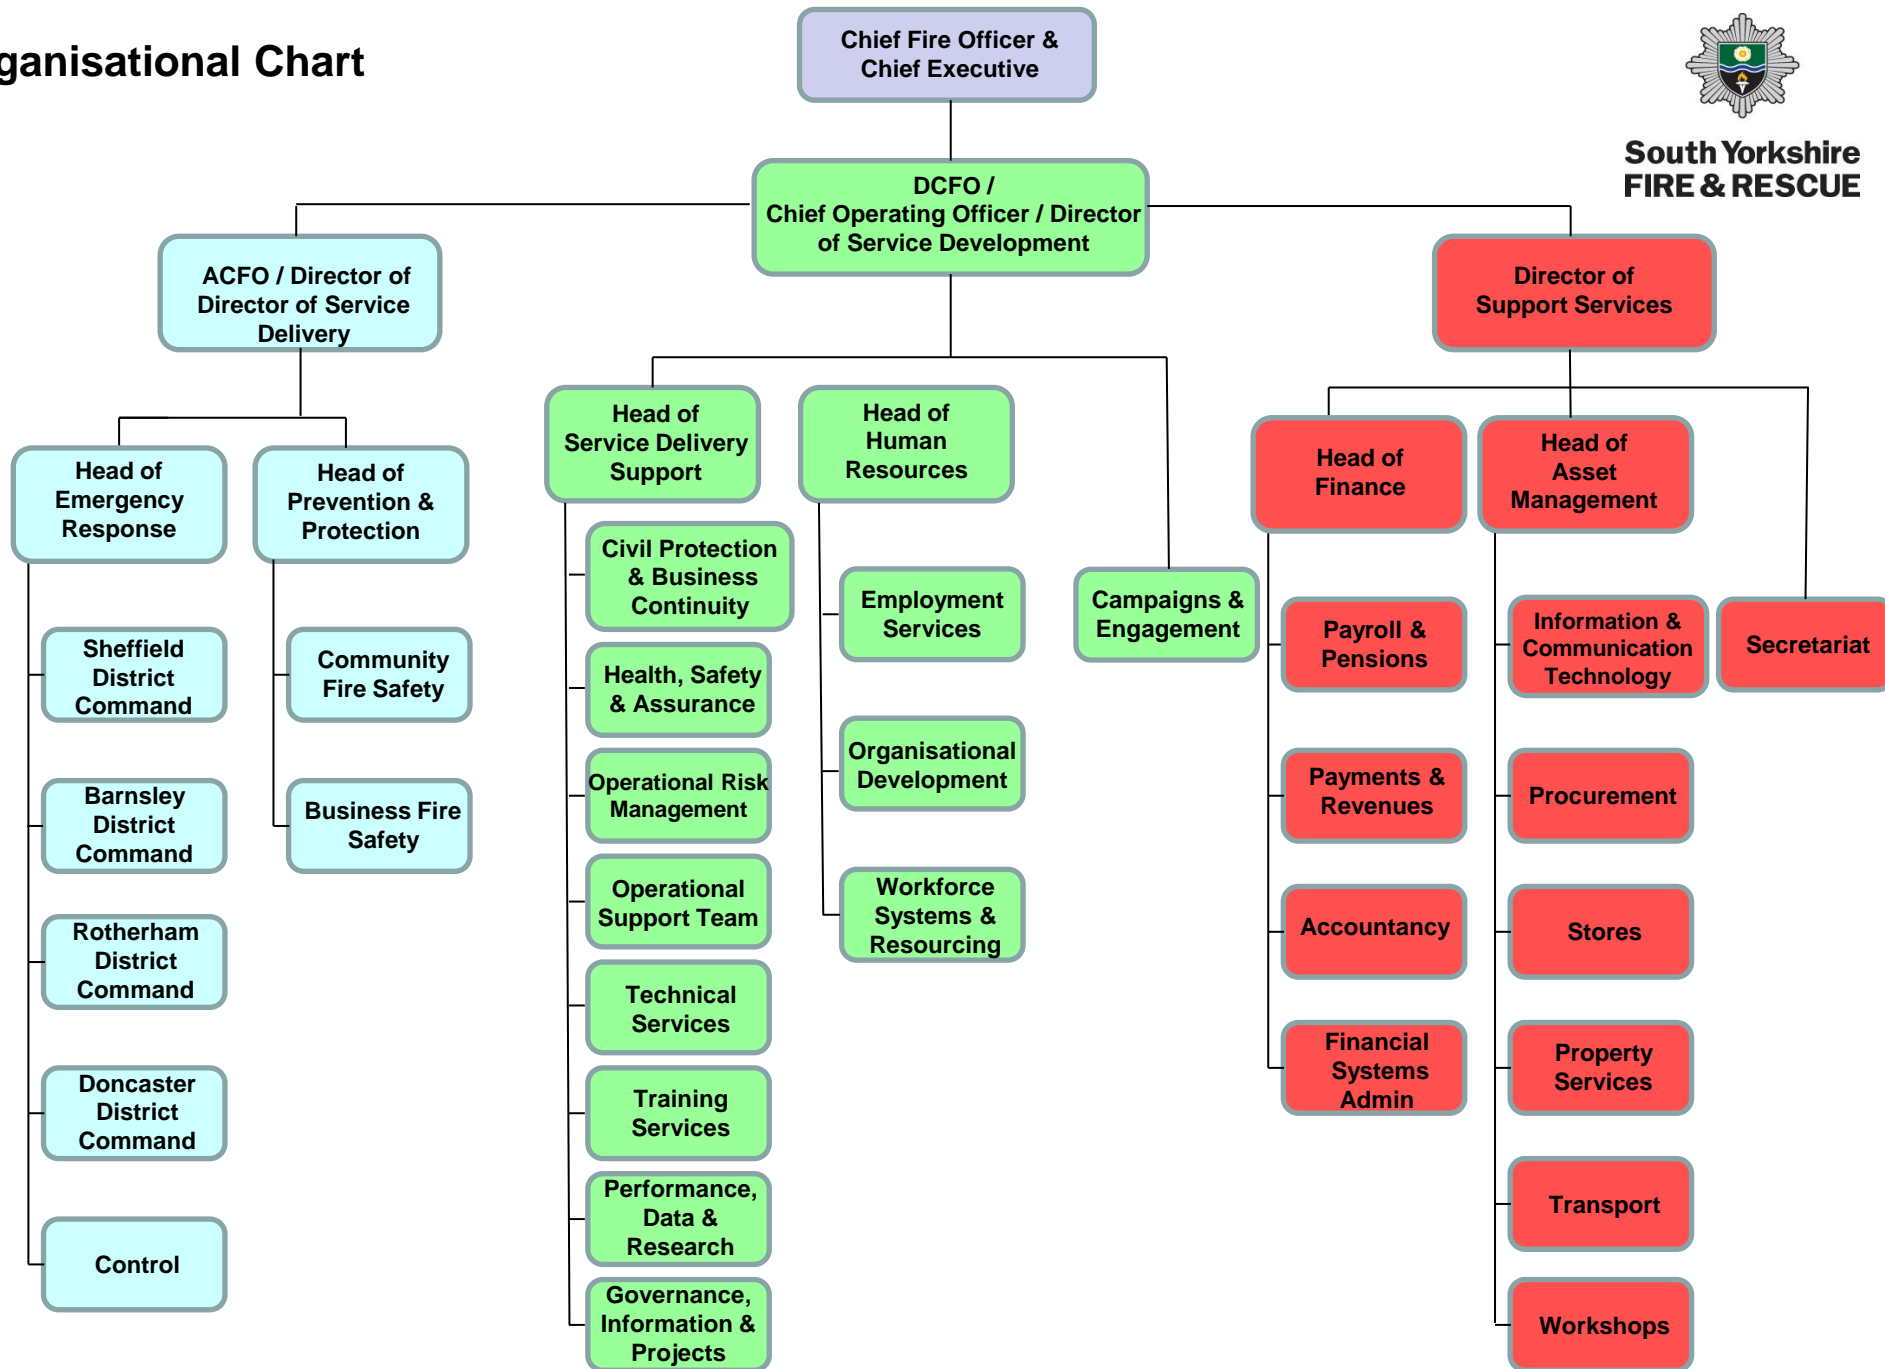 ganisational Chart
Chief Fire Officer &
Chief Executive
South Yorkshire
FIRE & RESCUE
DCFO /
Chief Operating Officer / Director
of Service Development
ACFO / Director of
Director of Service
Delivery
Director of
Support Services
Head of
Emergency
Response
Head of
Prevention &
Protection
Head of
Service Delivery
Support
Head of
Human
Resources
Head of
Finance
Head of
Asset
Management
Sheffield
District
Command
Barnsley
District
Command
Rotherham
District
Command
Doncaster
District
Command
Control
Community
Fire Safety
Business Fire
Safety
Civil Protection
& Business
Continuity
Health, Safety
& Assurance
Operational Risk
Management
Operational
Support Team
Technical
Services
Training
Services
Performance,
Data &
Research
Governance,
Information &
Projects
Employment
Services
Organisational
Development
Workforce
Systems &
Resourcing
Campaigns &
Engagement
Payroll &
Pensions
Payments &
Revenues
Accountancy
Financial
Systems
Admin
Information &
Communication
Technology
Procurement
Stores
Property
Services
Transport
Workshops
Secretariat